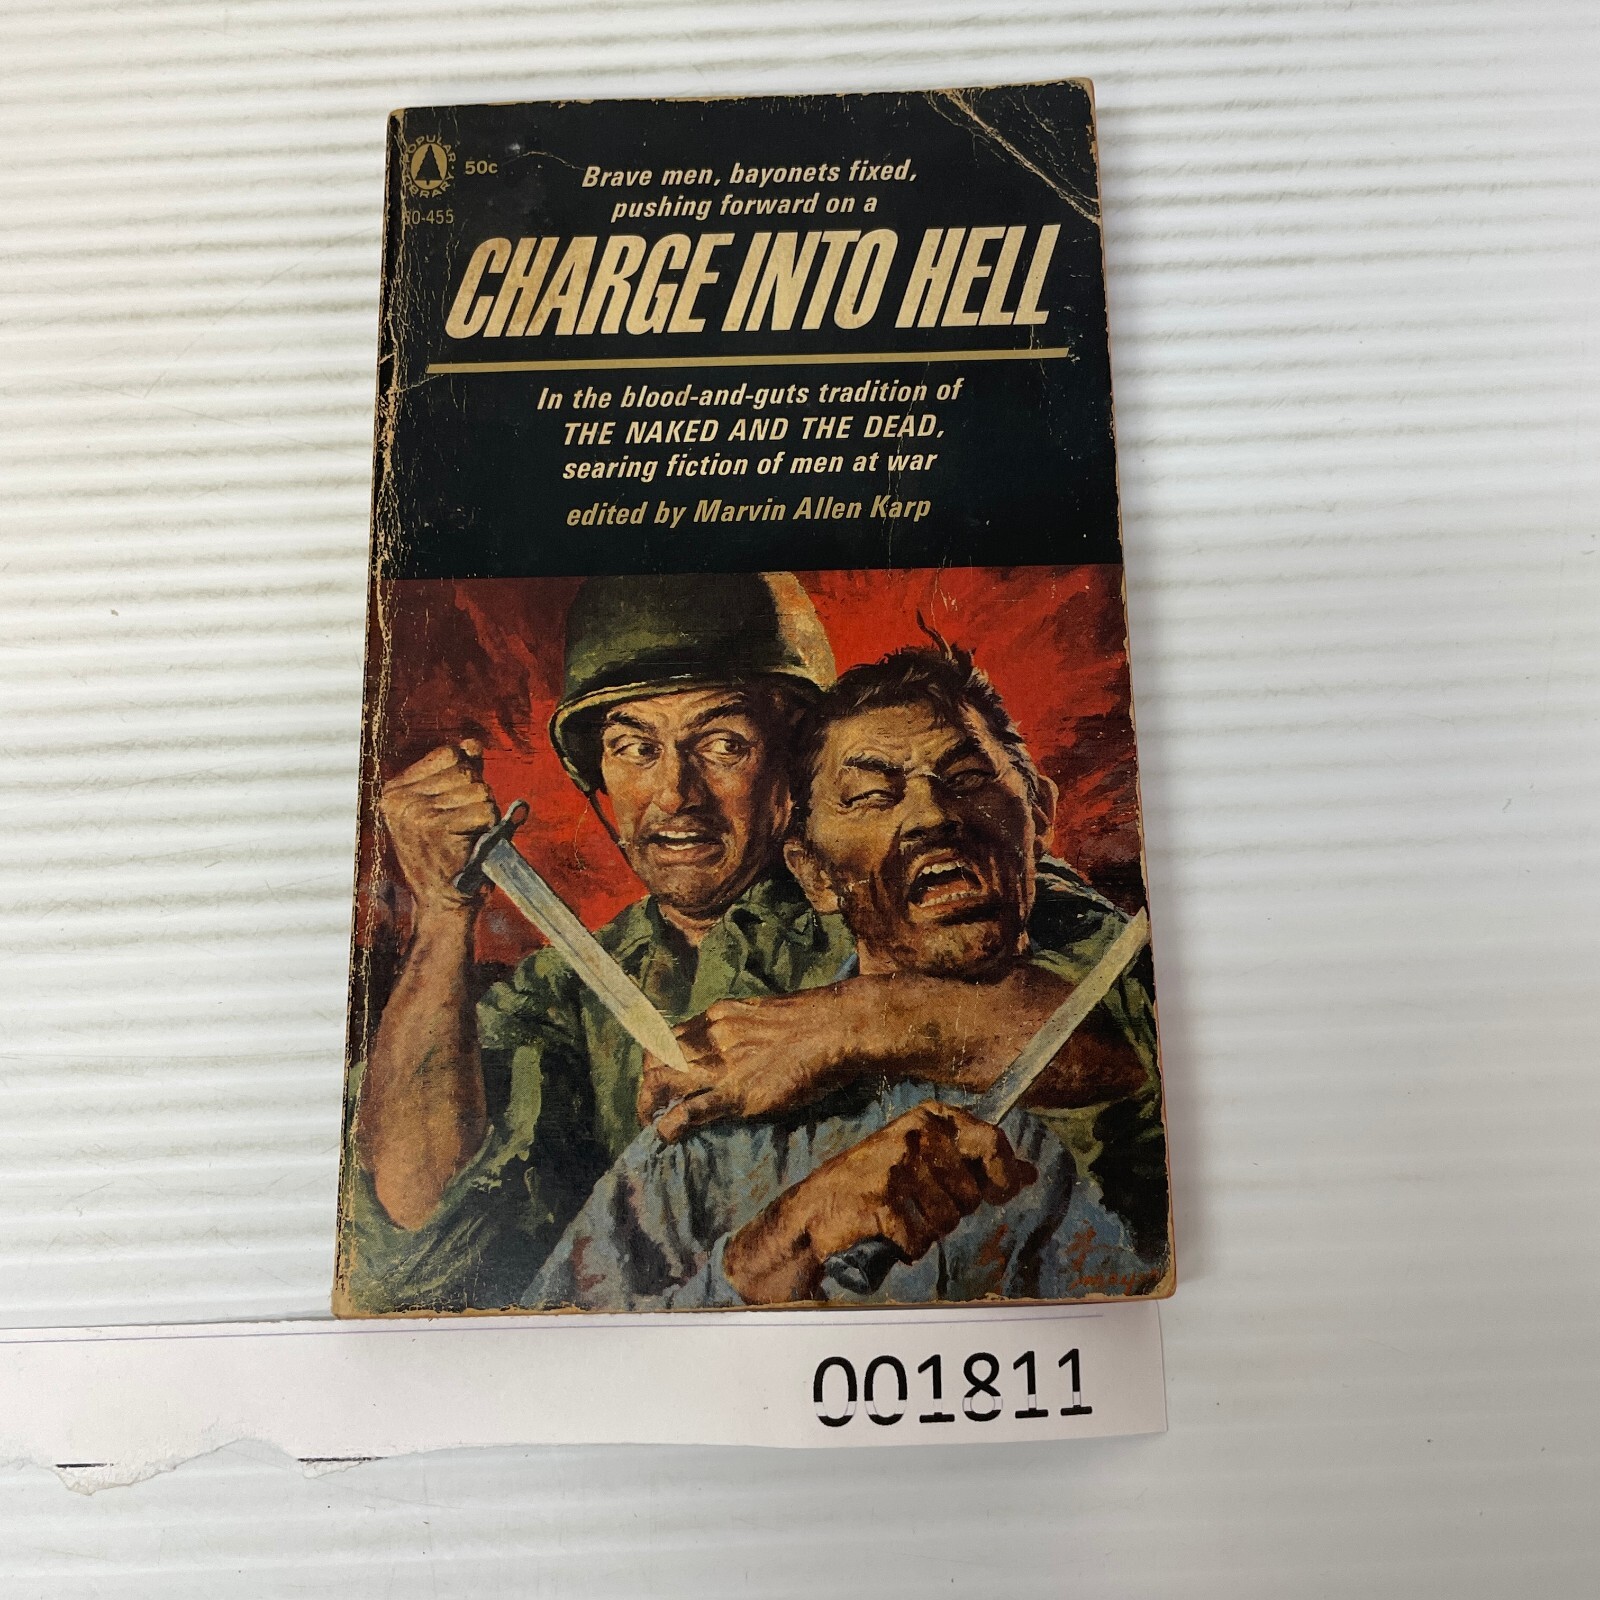 POPULAR LIBRARY
50c
60-455
Brave men, bayonets fixed,
pushing forward on a
CHARGE INTO HELL
In the blood-and-guts tradition of
THE NAKED AND THE DEAD,
searing fiction of men at war
edited by Marvin Allen Karp
001811